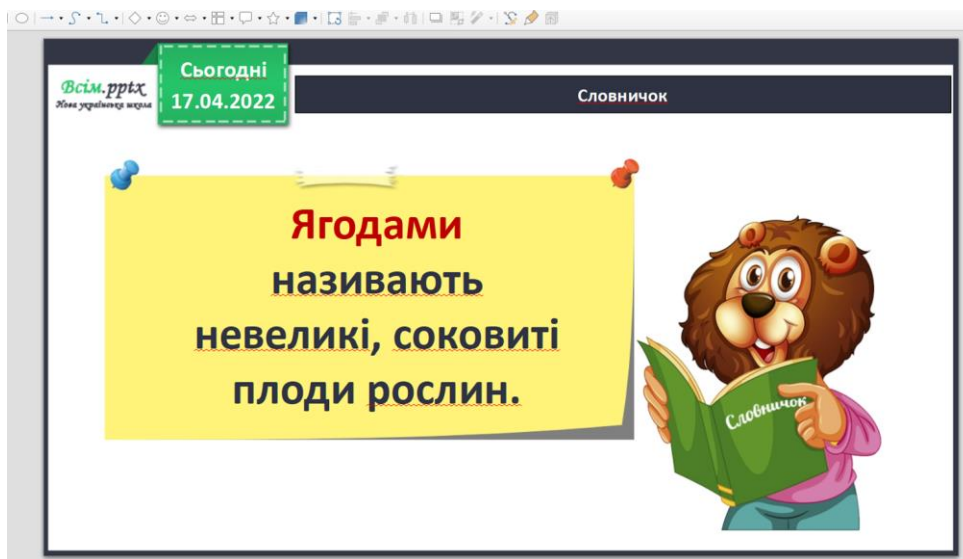 Всім.pptx
Нова українська школа
Сьогодні
17.04.2022
Словничок
Ягодами
називають
невеликі, соковиті
плоди рослин.
Словничок